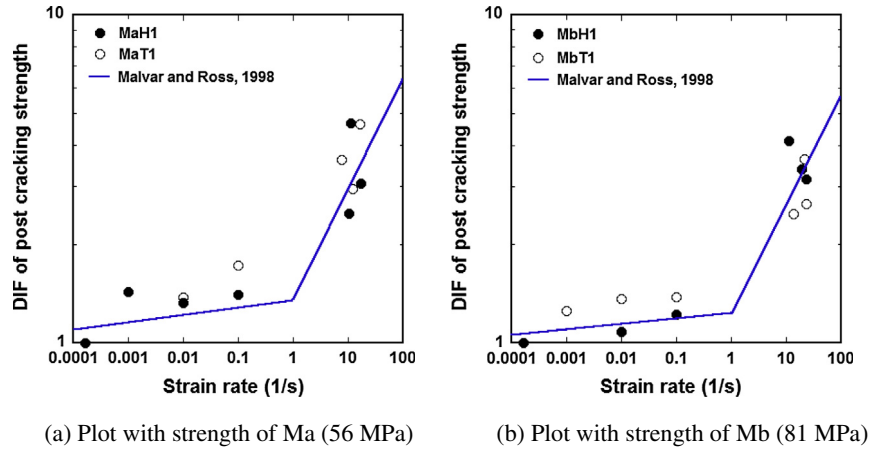 10
MaH1
MaT1
Malvar and Ross, 1998
DIF of post cracking strength
1
0.0001 0.001 0.01 0.1 1 10 100
Strain rate (1/s)
(a) Plot with strength of Ma (56 MPa)
10
MbH1
MbT1
Malvar and Ross, 1998
DIF of post cracking strength
1
0.0001 0.001 0.01 0.1 1 10 100
Strain rate (1/s)
(b) Plot with strength of Mb (81 MPa)